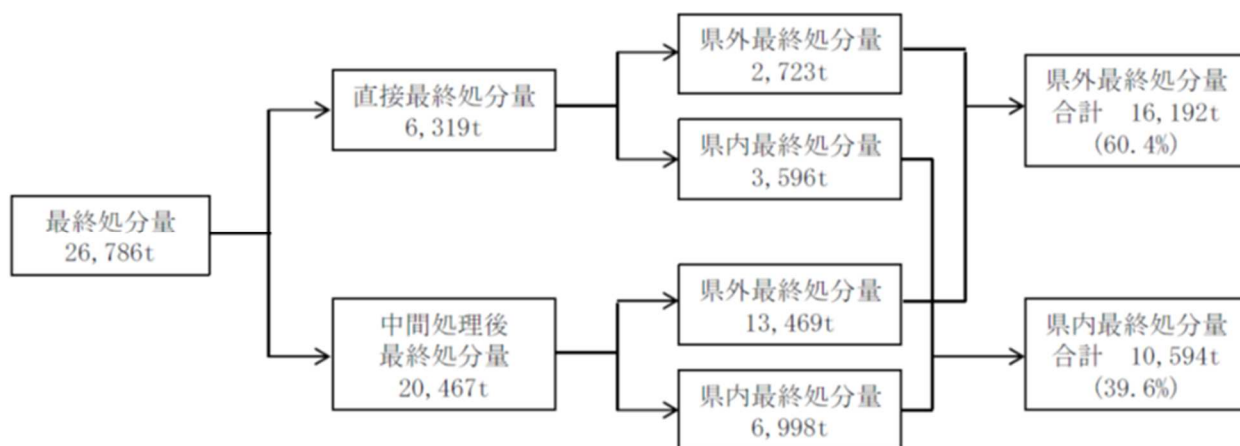 最終処分量
26,786t
直接最終処分量
6,319t
中間処理後
最終処分量
20,467t
県外最終処分量
2,723t
県内最終処分量
3,596t
県外最終処分量
13,469t
県内最終処分量
6,998t
県外最終処分量
合計　16,192t
(60.4%)
県内最終処分量
合計　10,594t
(39.6%)